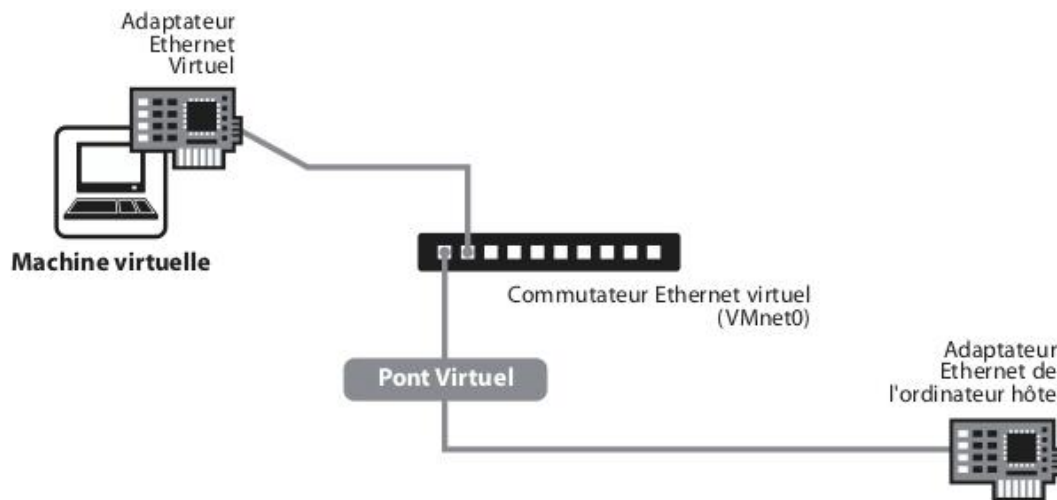 Adaptateur
Ethernet
Virtuel
Machine virtuelle
Commutateur Ethernet virtuel
(VMnet0)
Pont Virtuel
Adaptateur
Ethernet de
l'ordinateur hôte